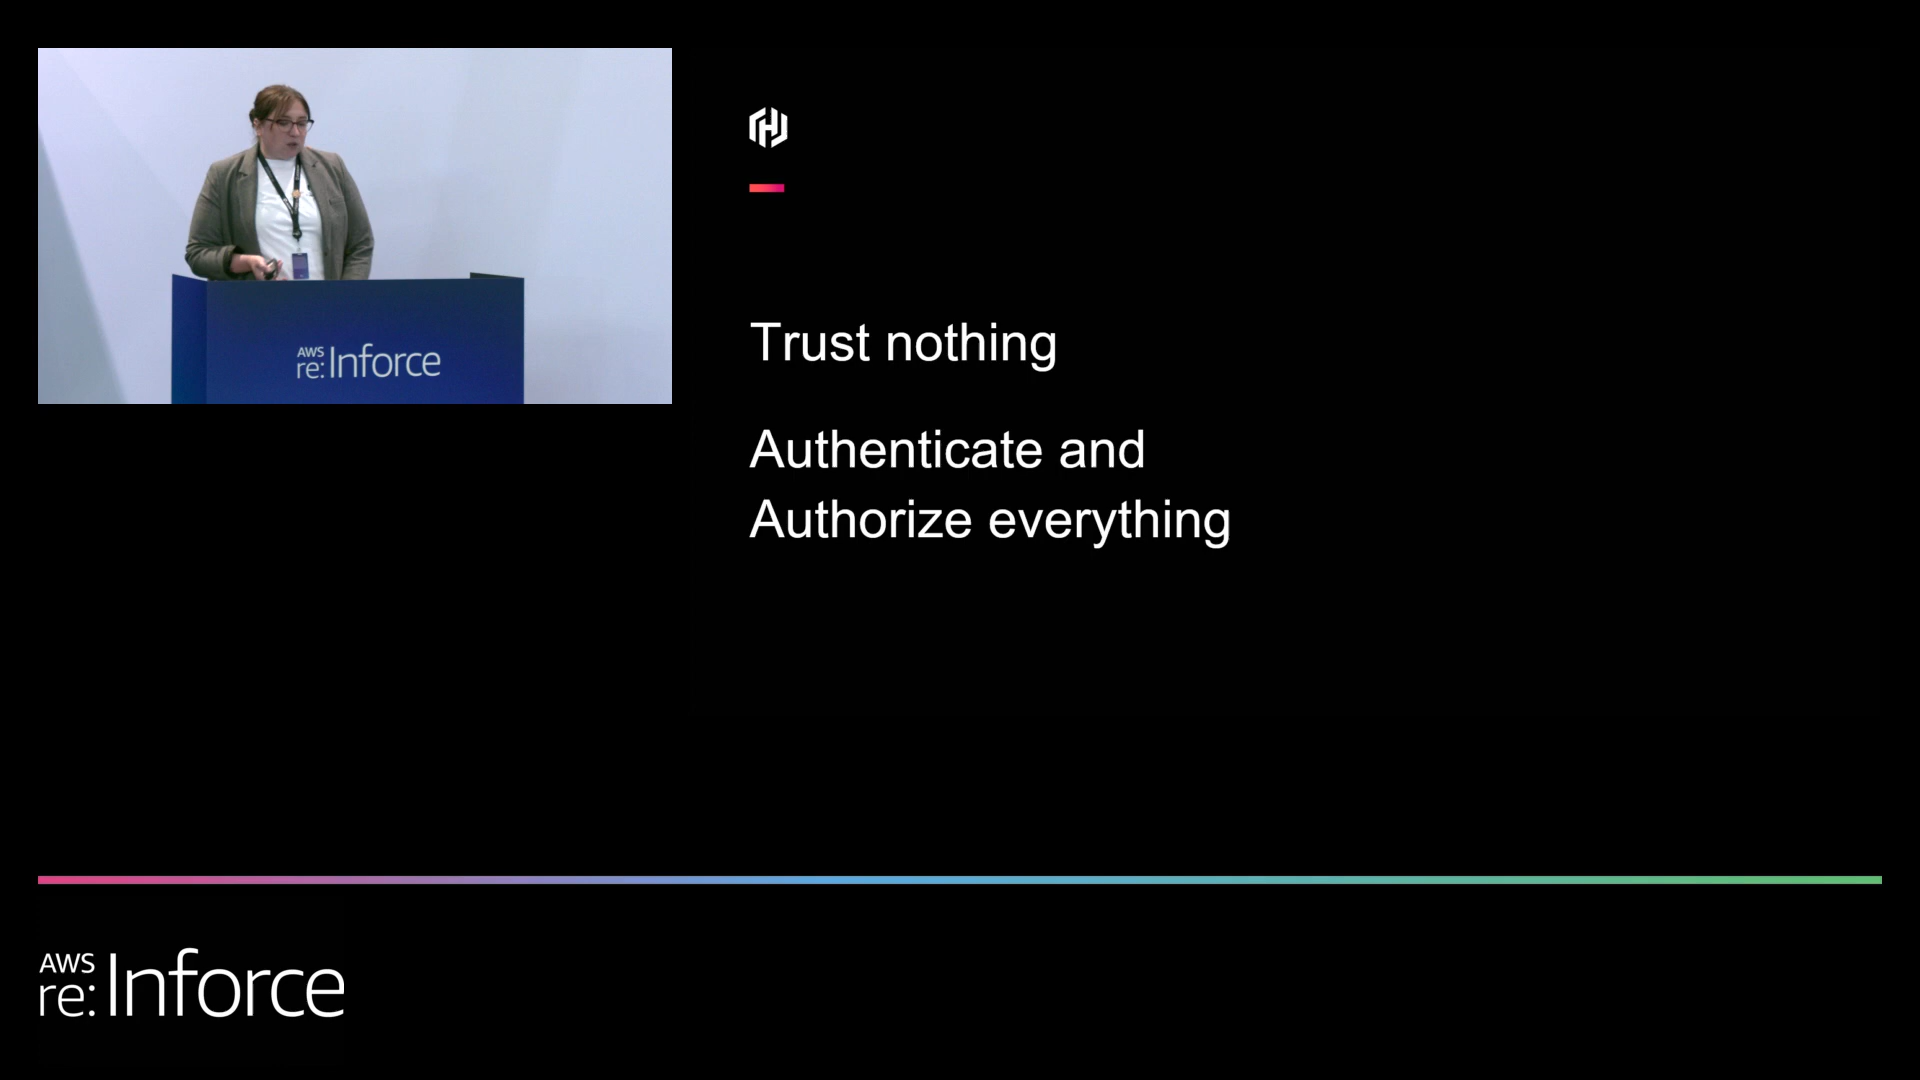 AWS
re:Inforce
Trust nothing
Authenticate and
Authorize everything
AWS
re:Inforce